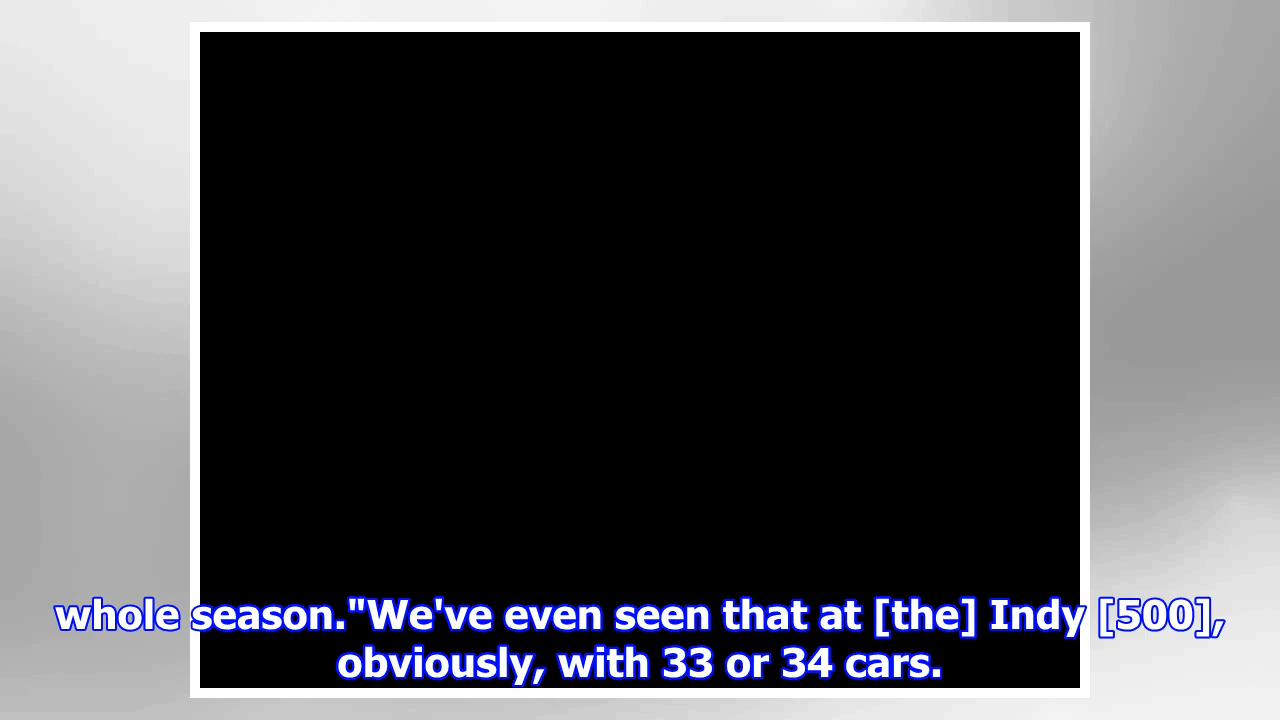 whole season."We've even seen that at [the] Indy [500],
obviously, with 33 or 34 cars.